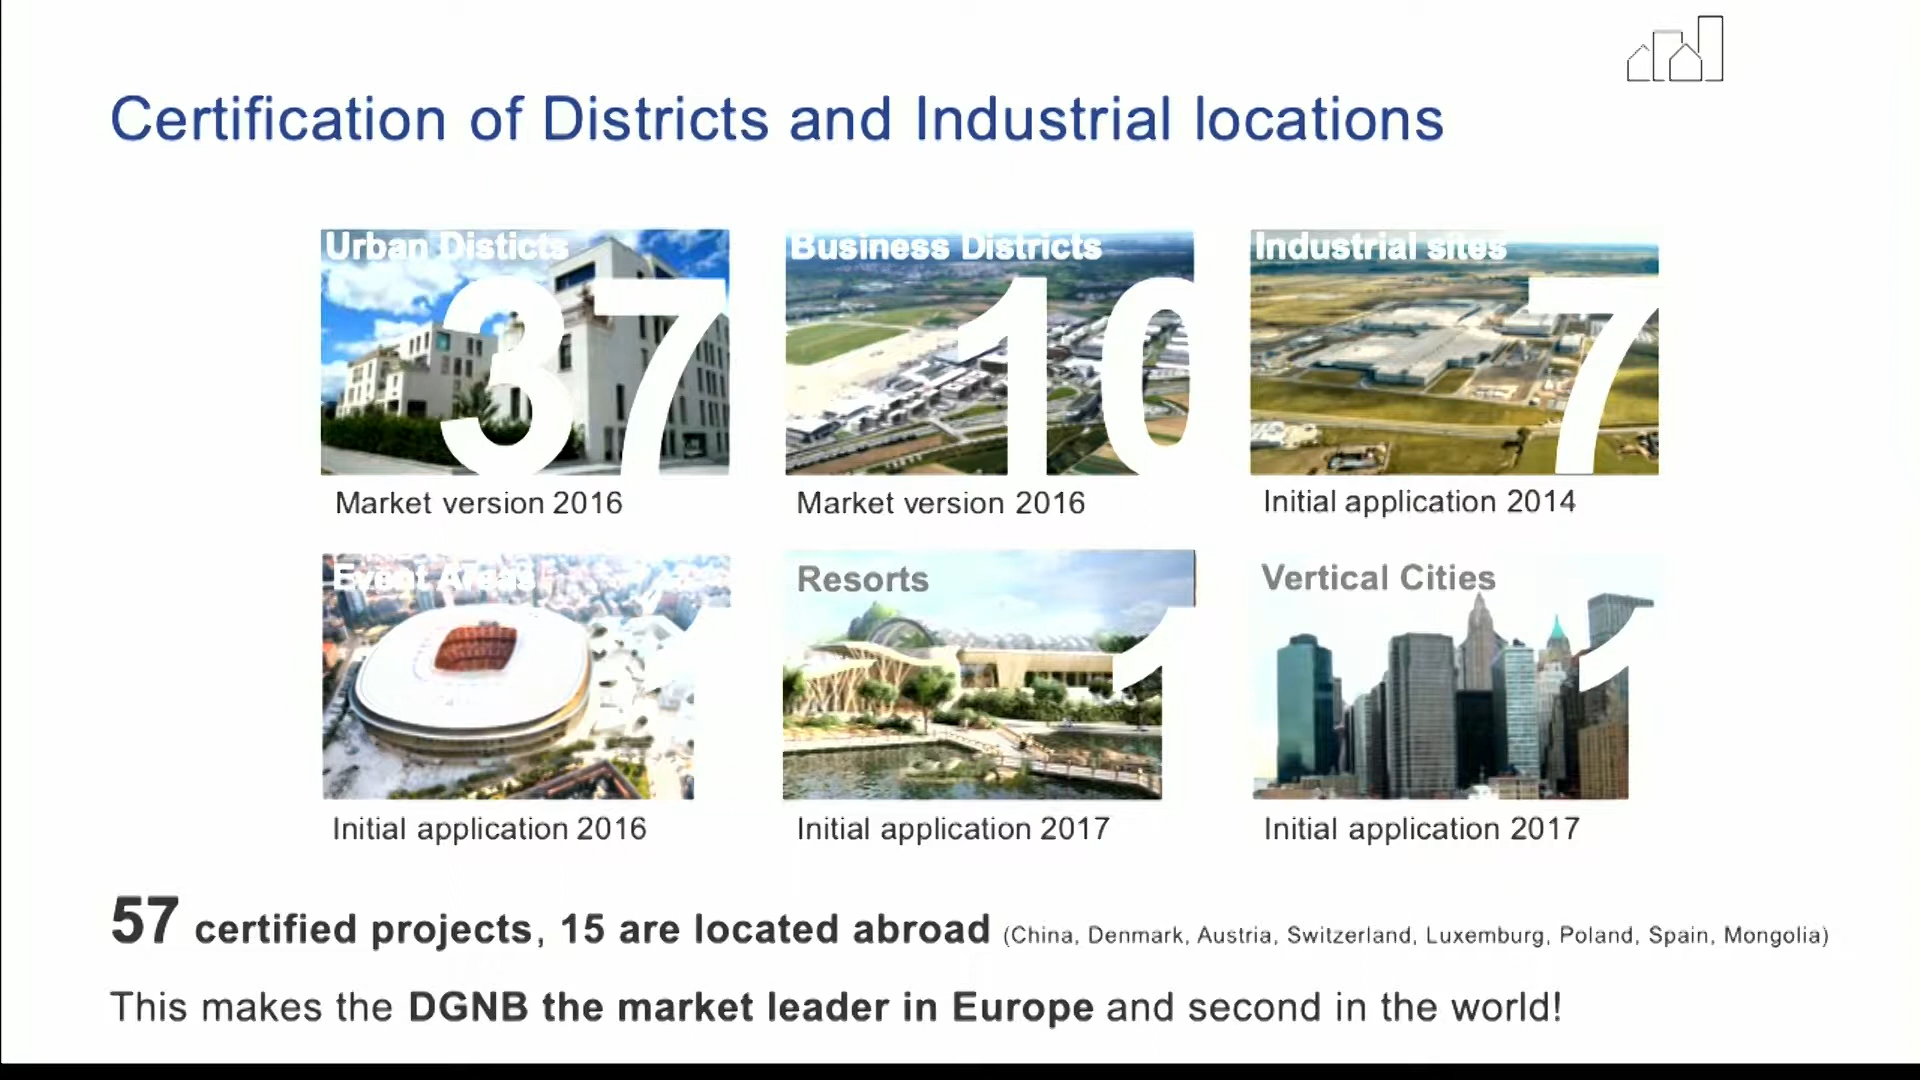 Certification of Districts and Industrial locations
Urban Disticts
37
Market version 2016
Business Districts
10
Market version 2016
Industrial sites
7
Initial application 2014
Event Areas
1
Initial application 2016
Resorts
1
Initial application 2017
Vertical Cities
1
Initial application 2017
57 certified projects, 15 are located abroad (China, Denmark, Austria, Switzerland, Luxemburg, Poland, Spain, Mongolia)
This makes the DGNB the market leader in Europe and second in the world!